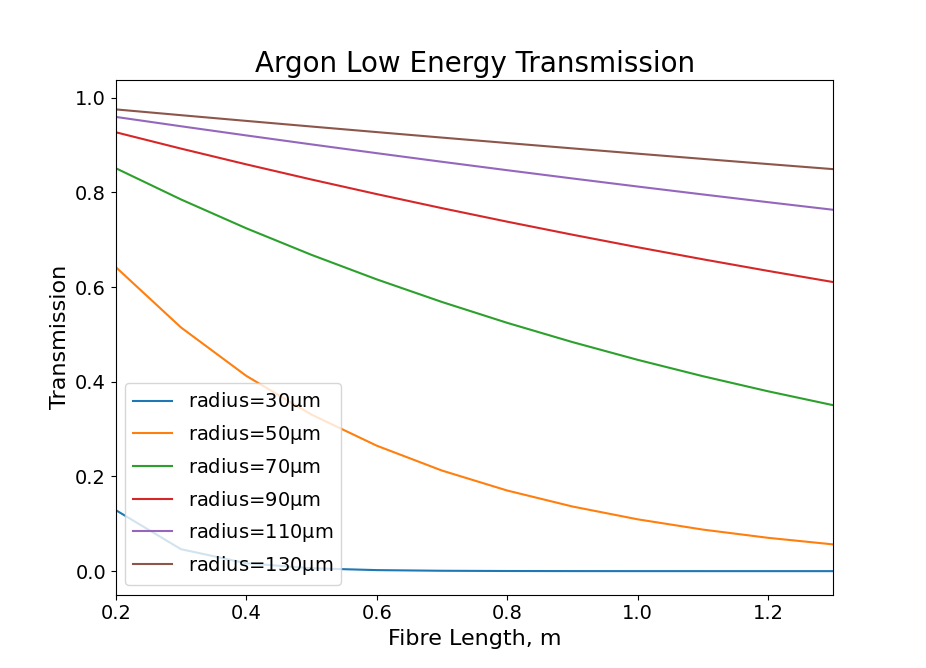 Argon Low Energy Transmission
Transmission
1.0
0.8
0.6
0.4
0.2
0.0
radius=30μm
radius=50μm
radius=70μm
radius=90μm
radius=110μm
radius=130μm
0.2 0.4 0.6 0.8 1.0 1.2
Fibre Length, m